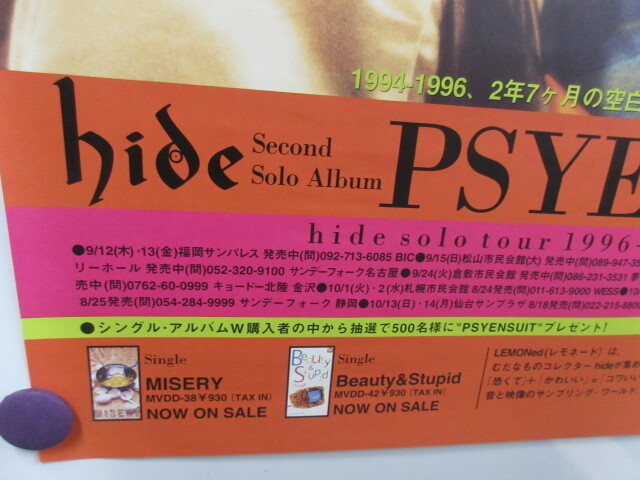 1994-1996、2年7ヶ月の空白
hide Second Solo Album PSYE
hide solo tour 1996
●9/12(木)・13(金)福岡サンパレス 発売中(問)092-713-6085 BIC●9/15(日)松山市民会館(大) 発売中(問)089-947-35
リーホール 発売中(問)052-320-9100 サンデーフォーク名古屋●9/24(火)倉敷市民会館 発売中(問)086-231-3531
売中(問)0762-60-0999 キョードー北陸 金沢●10/1(火)・2(水)札幌市民会館 8/24発売(問)011-613-9000 WESS●10
8/25発売(問)054-284-9999 サンデーフォーク 静岡●10/13(日)・14(月)仙台サンプラザ 8/18発売(問)022-215-880
●シングル・アルバムW購入者の中から抽選で500名様に"PSYENSUIT"プレゼント!
Single
MISERY
MVDD-38 ¥930 (TAX IN)
NOW ON SALE
MISERY
Single
Beauty&Stupid
MVDD-42 ¥930 (TAX IN)
NOW ON SALE
Beauty & Stupid
LEMONed(レモネード)は、
むだなものコレクター hideが集め
「恐くて」+「かわいい」=「コワいい
音と映像のサンプリング・ワールド